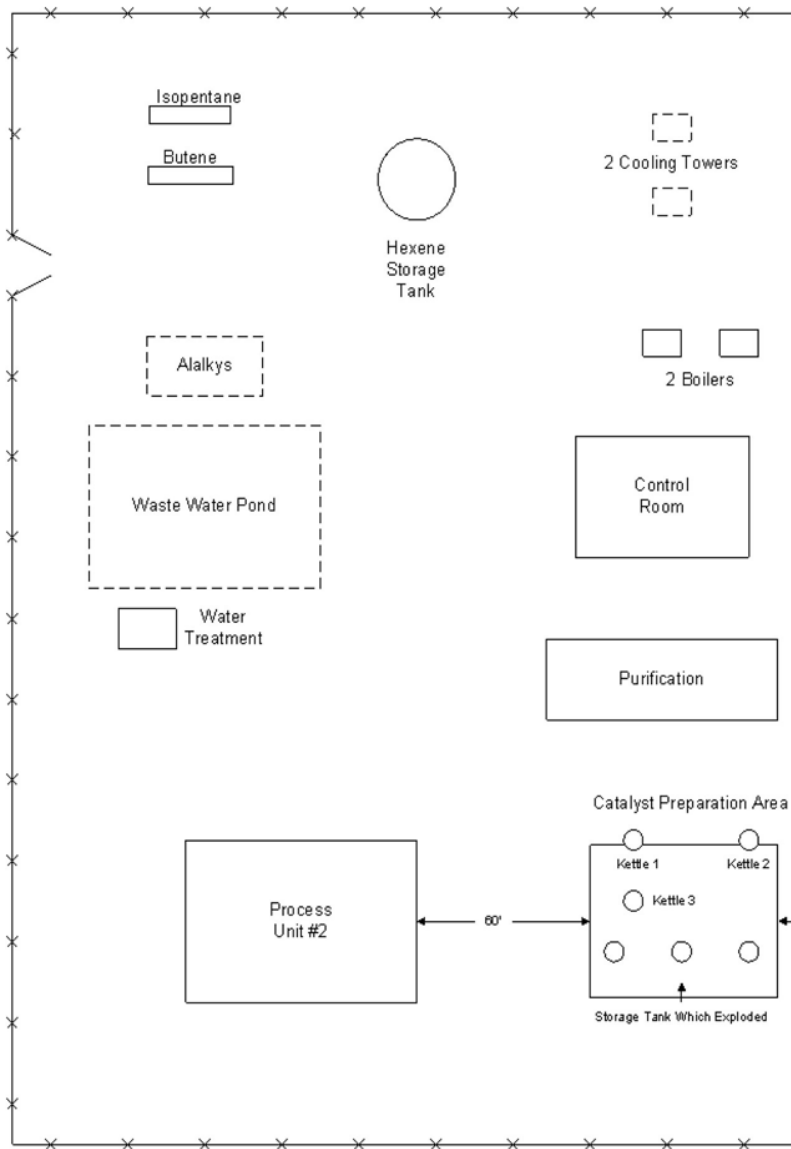 Isopentane
Butene
Hexene
Storage
Tank
2 Cooling Towers
Alalkys
2 Boilers
Waste Water Pond
Control
Room
Water
Treatment
Purification
Catalyst Preparation Area
Kettle 1
Kettle 2
Kettle 3
Process
Unit #2
60'
Storage Tank Which Exploded